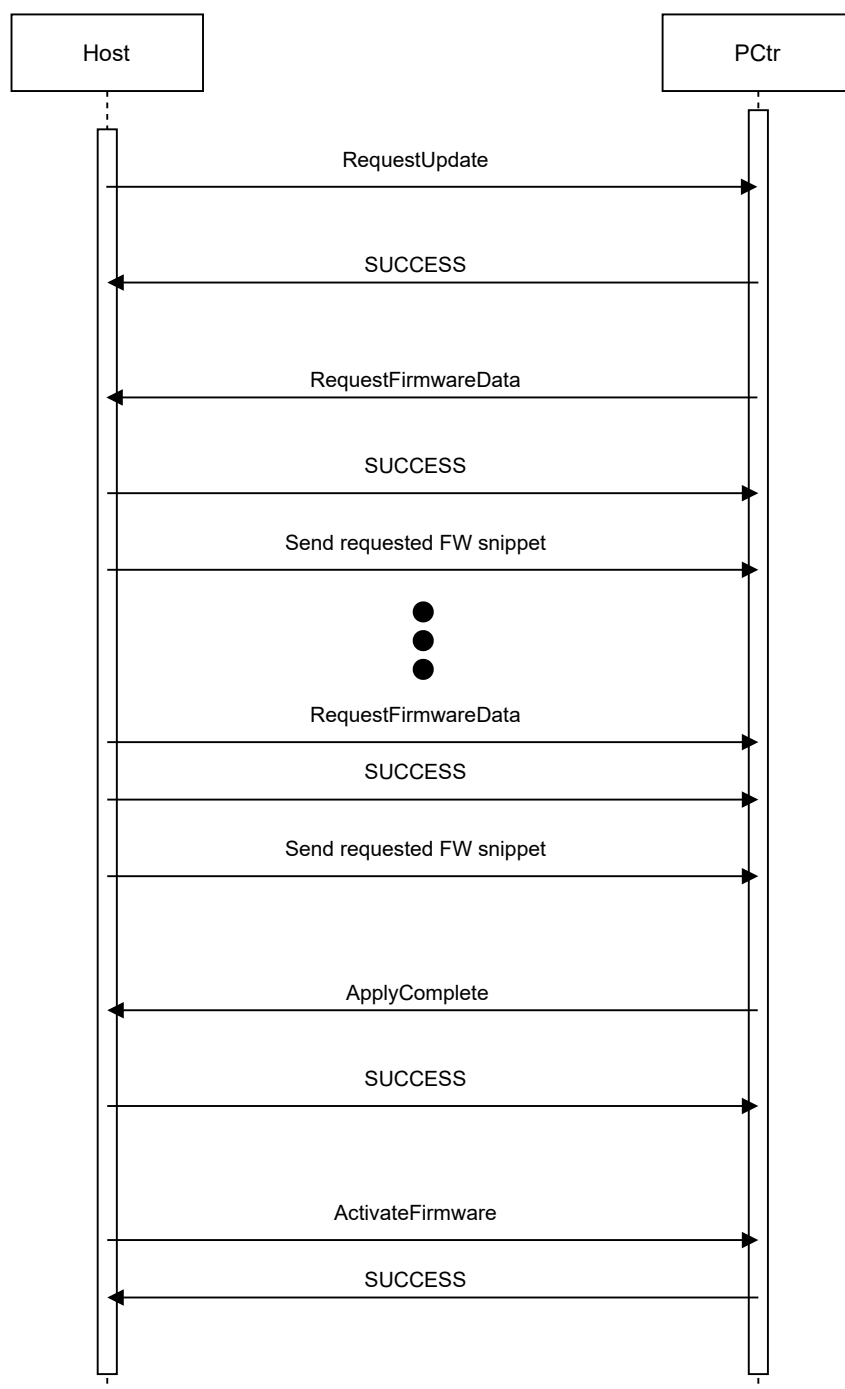 Host
PCtr
RequestUpdate
SUCCESS
RequestFirmwareData
SUCCESS
Send requested FW snippet
RequestFirmwareData
SUCCESS
Send requested FW snippet
ApplyComplete
SUCCESS
ActivateFirmware
SUCCESS